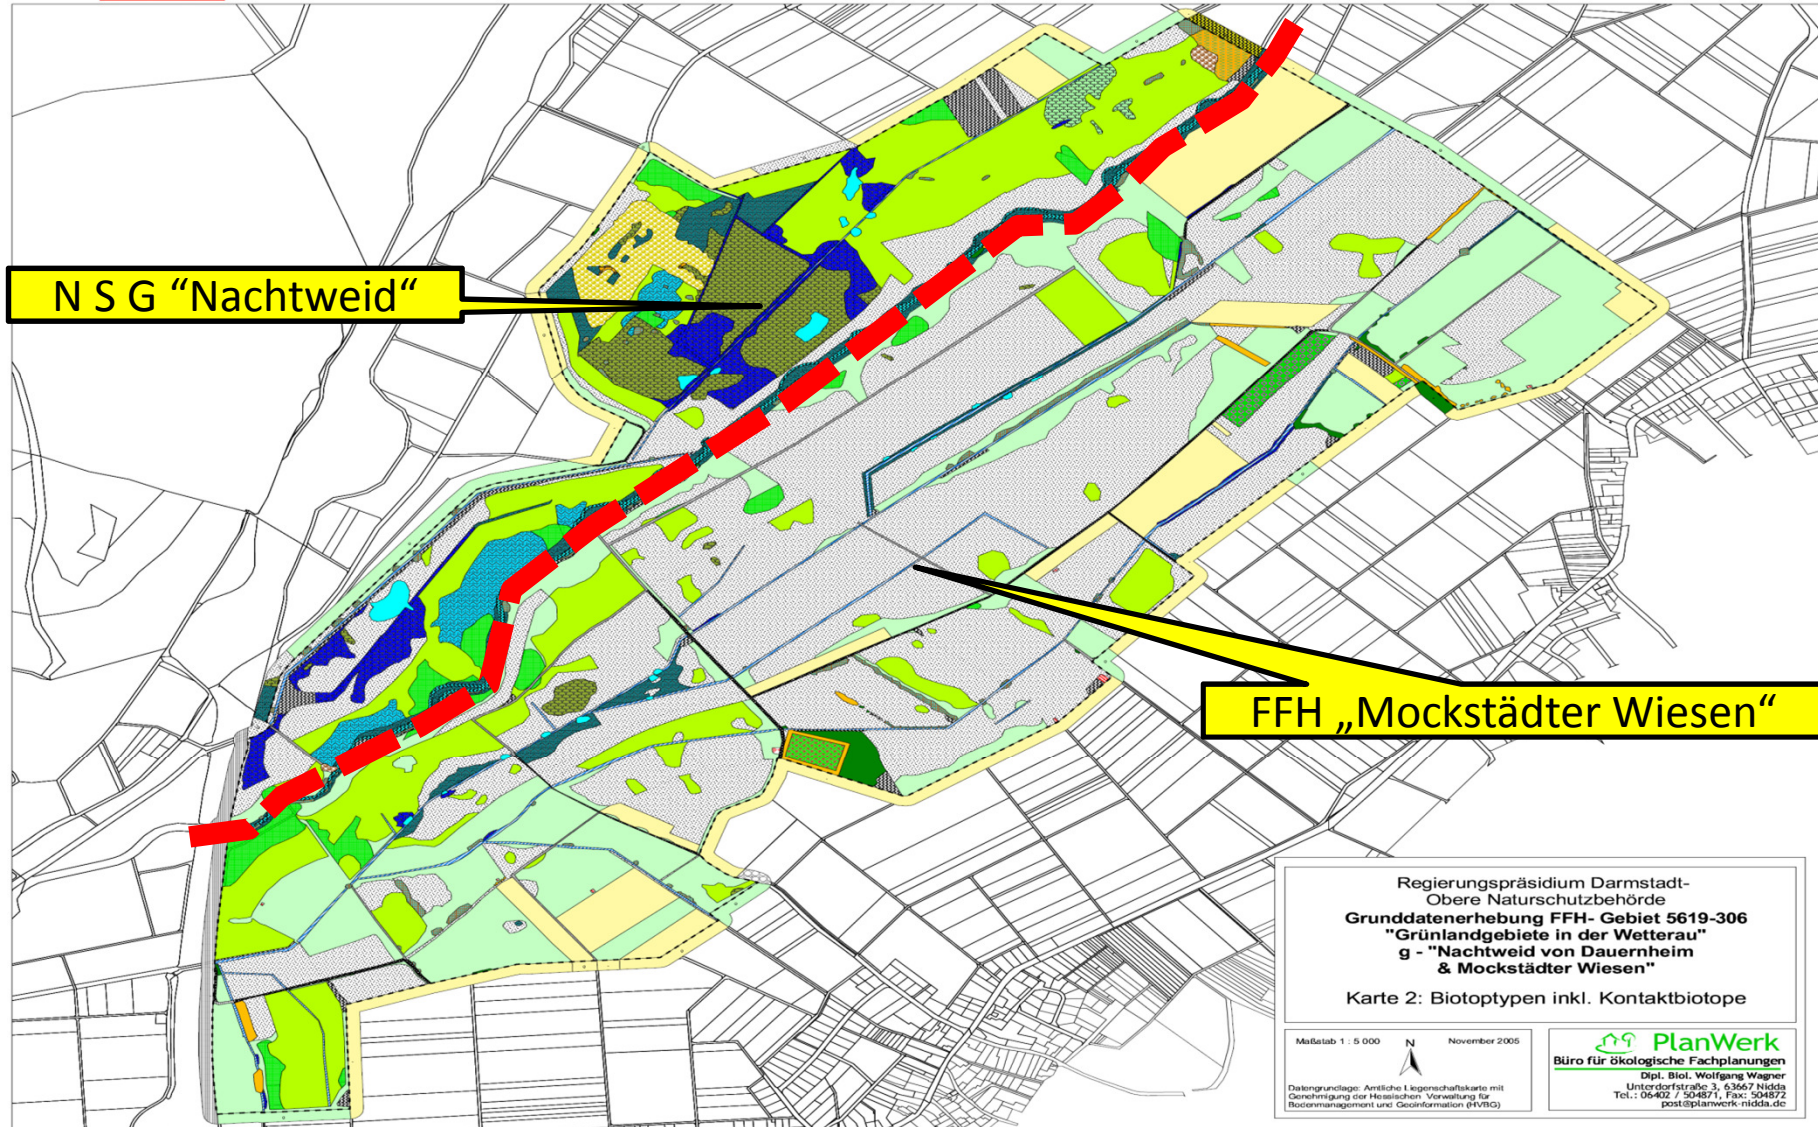 N S G “Nachtweid“
FFH „Mockstädter Wiesen“
Regierungspräsidium Darmstadt-
Obere Naturschutzbehörde
Grunddatenerhebung FFH- Gebiet 5619-306
"Grünlandgebiete in der Wetterau"
g - "Nachtweid von Dauernheim
& Mockstädter Wiesen"
Karte 2: Biotoptypen inkl. Kontaktbiotope
Maßstab 1 : 5 000
N
November 2005
Datengrundlage: Amtliche Liegenschaftskarte mit
Genehmigung der Hessischen Verwaltung für
Bodenmanagement und Geoinformation (HVBG)
PlanWerk
Büro für ökologische Fachplanungen
Dipl. Biol. Wolfgang Wagner
Unterdorfstraße 3, 63667 Nidda
Tel.: 06402 / 504871, Fax: 504872
post@planwerk-nidda.de